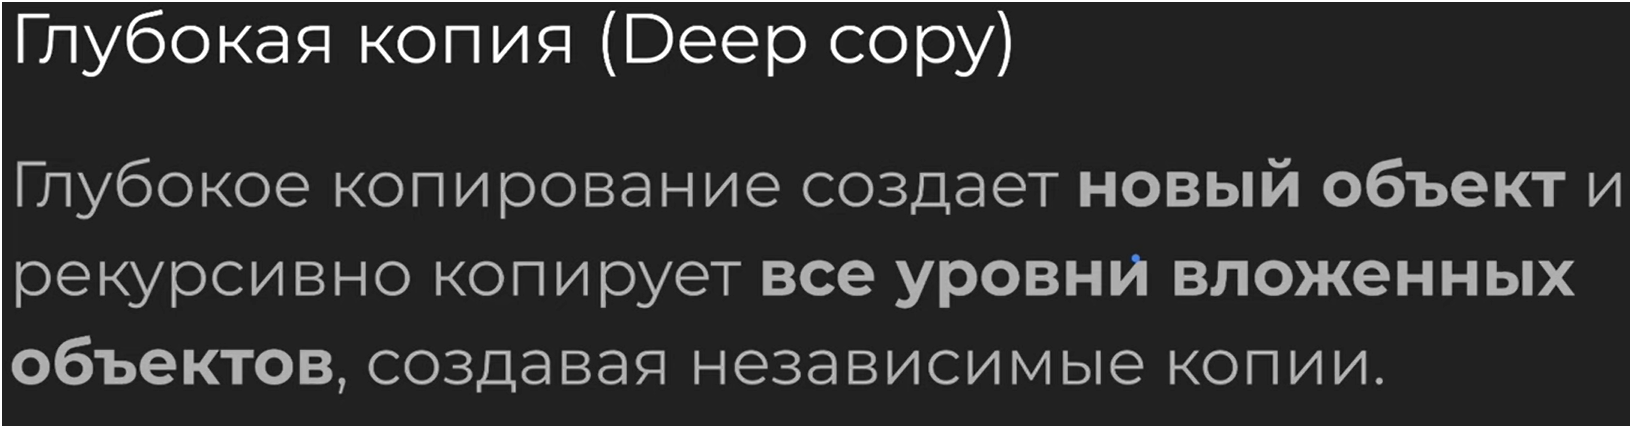 Глубокая копия (Deep copy)
Глубокое копирование создает новый объект и
рекурсивно копирует все уровни вложенных
объектов, создавая независимые копии.